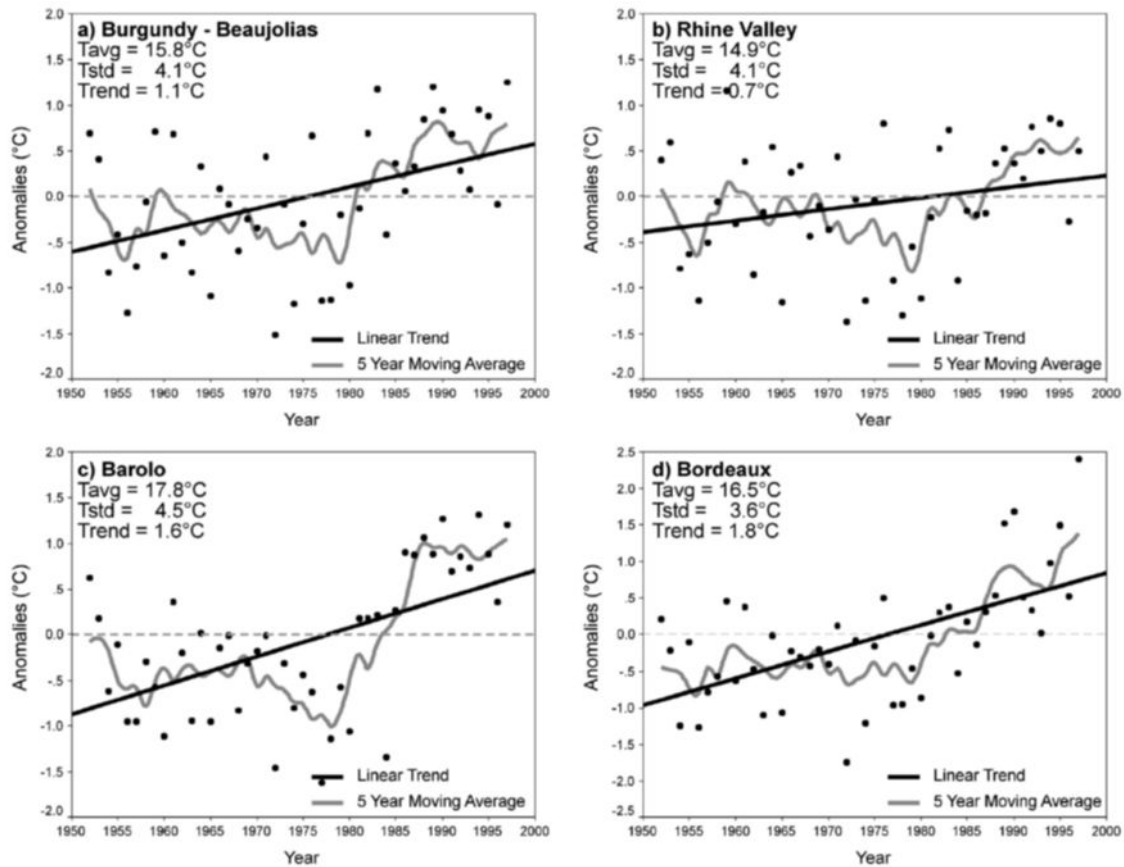 a) Burgundy - Beaujolias
Tavg = 15.8°C
Tstd = 4.1°C
Trend = 1.1°C
2.0
1.5
1.0
.5
0.0
-.5
-1.0
-1.5
-2.0
Anomalies (°C)
Linear Trend
5 Year Moving Average
1950 1955 1960 1965 1970 1975 1980 1985 1990 1995 2000
Year
b) Rhine Valley
Tavg = 14.9°C
Tstd = 4.1°C
Trend = 0.7°C
2.0
1.5
1.0
.5
0.0
-.5
-1.0
-1.5
-2.0
Anomalies (°C)
Linear Trend
5 Year Moving Average
1950 1955 1960 1965 1970 1975 1980 1985 1990 1995 2000
Year
c) Barolo
Tavg = 17.8°C
Tstd = 4.5°C
Trend = 1.6°C
2.0
1.5
1.0
.5
0.0
-.5
-1.0
-1.5
-2.0
Anomalies (°C)
Linear Trend
5 Year Moving Average
1950 1955 1960 1965 1970 1975 1980 1985 1990 1995 2000
Year
d) Bordeaux
Tavg = 16.5°C
Tstd = 3.6°C
Trend = 1.8°C
2.5
2.0
1.5
1.0
.5
0.0
-.5
-1.0
-1.5
-2.0
-2.5
Anomalies (°C)
Linear Trend
5 Year Moving Average
1950 1955 1960 1965 1970 1975 1980 1985 1990 1995 2000
Year